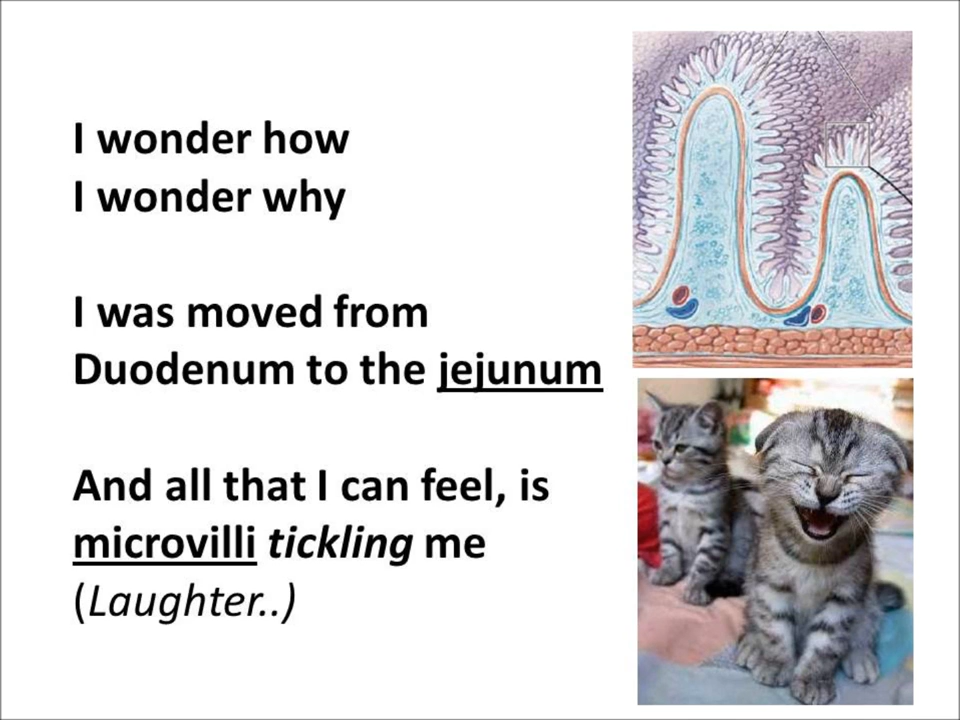 I wonder how
I wonder why
I was moved from
Duodenum to the jejunum
And all that I can feel, is
microvilli tickling me
(Laughter..)